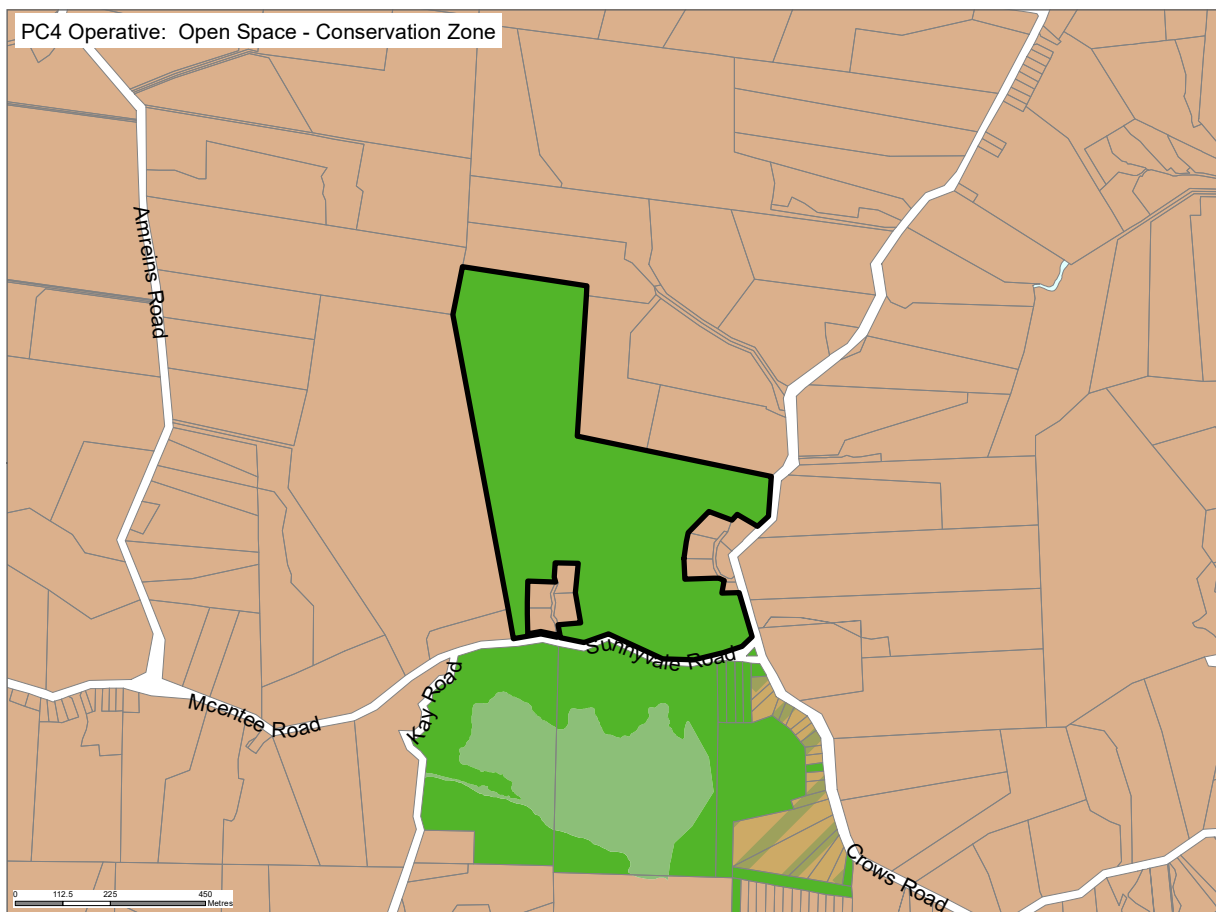 PC4 Operative: Open Space - Conservation Zone
Amreins Road
Sunnyvale Road
Kay Road
Mcentee Road
Crows Road
0 112.5 225 450
Metres